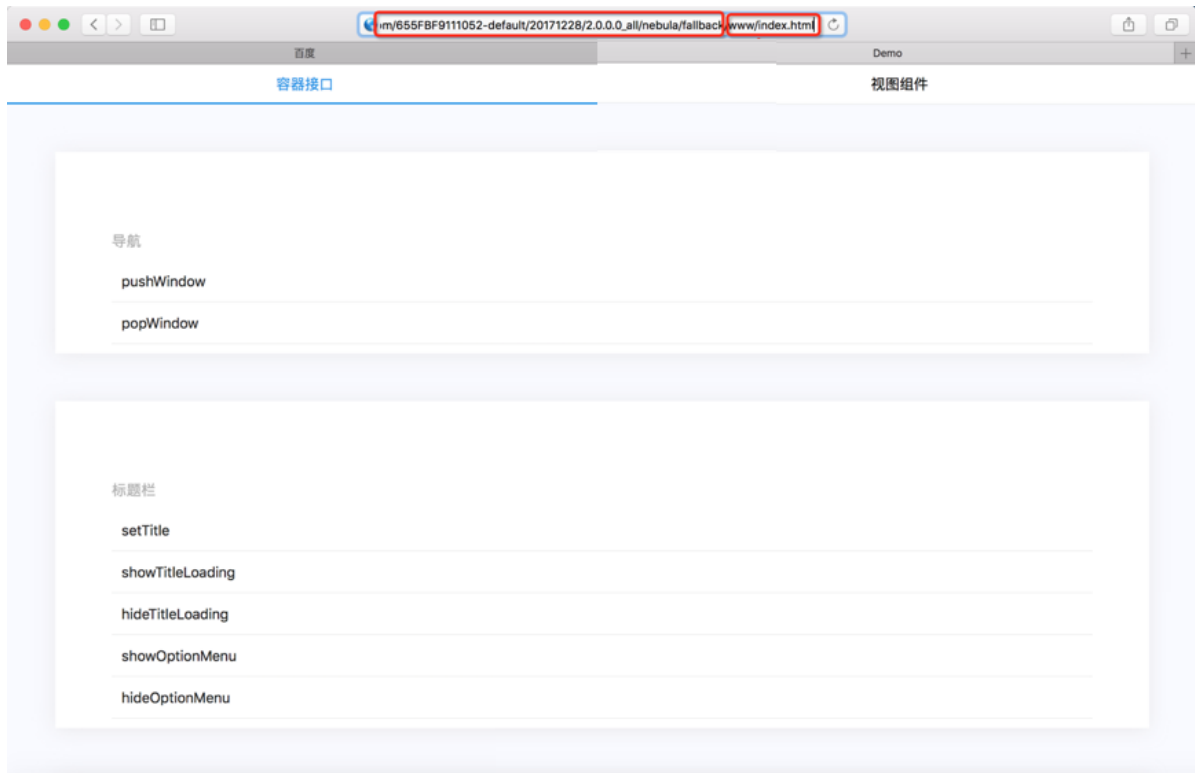 om/655FBF9111052-default/20171228/2.0.0.0_all/nebula/fallback/www/index.html
百度 Demo
容器接口 视图组件
导航
pushWindow
popWindow
标题栏
setTitle
showTitleLoading
hideTitleLoading
showOptionMenu
hideOptionMenu